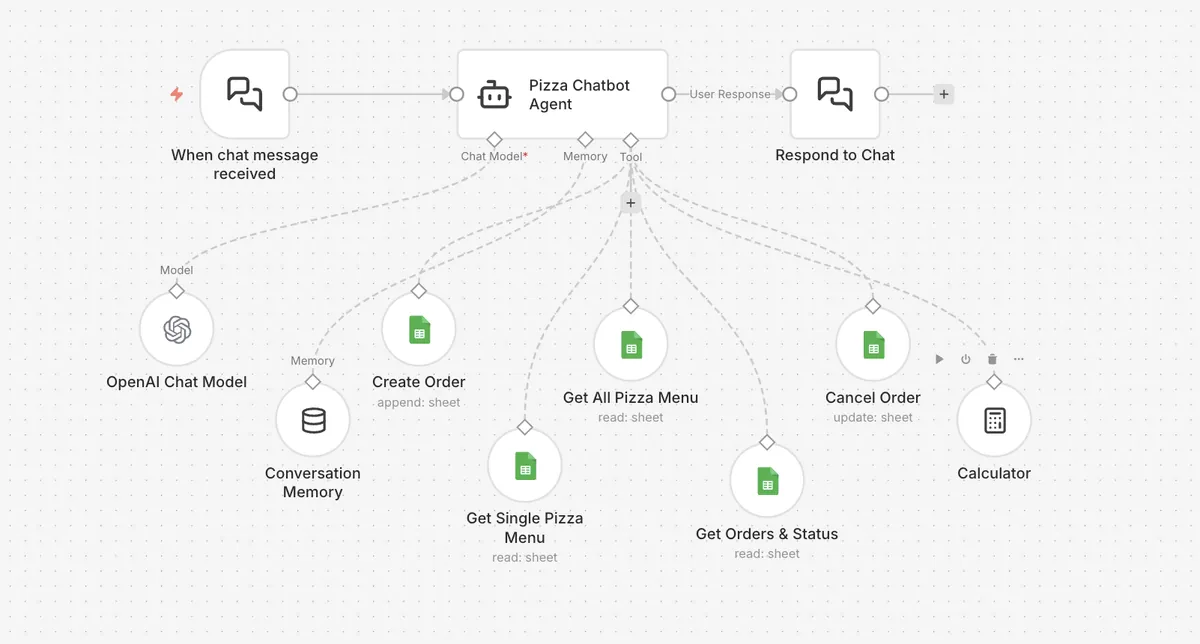 Pizza Chatbot
Agent
User Response
When chat message
received
Chat Model*
Memory
Tool
Respond to Chat
+
+
Model
OpenAI Chat Model
Memory
Conversation
Memory
Create Order
append: sheet
Get Single Pizza
Menu
read: sheet
Get All Pizza Menu
read: sheet
Get Orders & Status
read: sheet
Cancel Order
update: sheet
Calculator